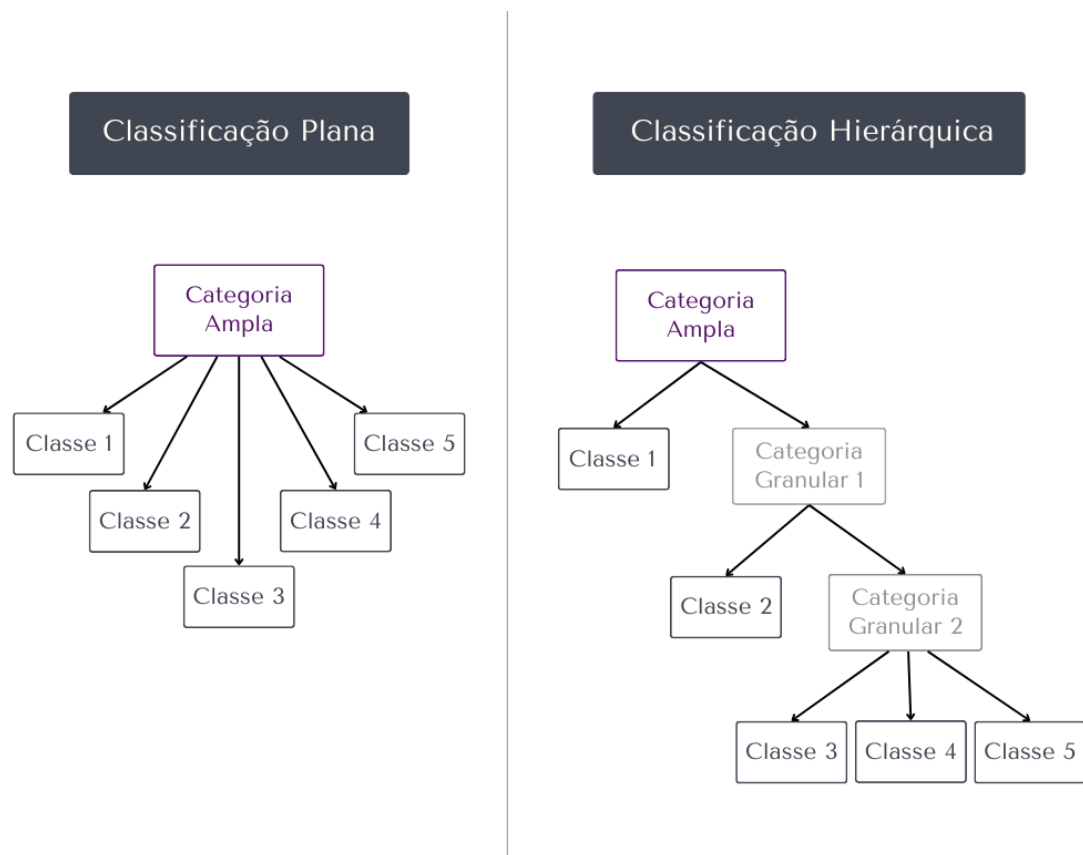 Classificação Plana
Categoria
Ampla
Classe 1
Classe 5
Classe 2
Classe 4
Classe 3
Classificação Hierárquica
Categoria
Ampla
Classe 1
Categoria
Granular 1
Classe 2
Categoria
Granular 2
Classe 3
Classe 4
Classe 5